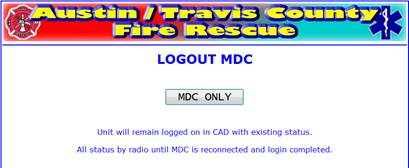 Austin / Travis County
Fire Rescue
LOGOUT MDC
MDC ONLY
Unit will remain logged on in CAD with existing status.
All status by radio until MDC is reconnected and login completed.